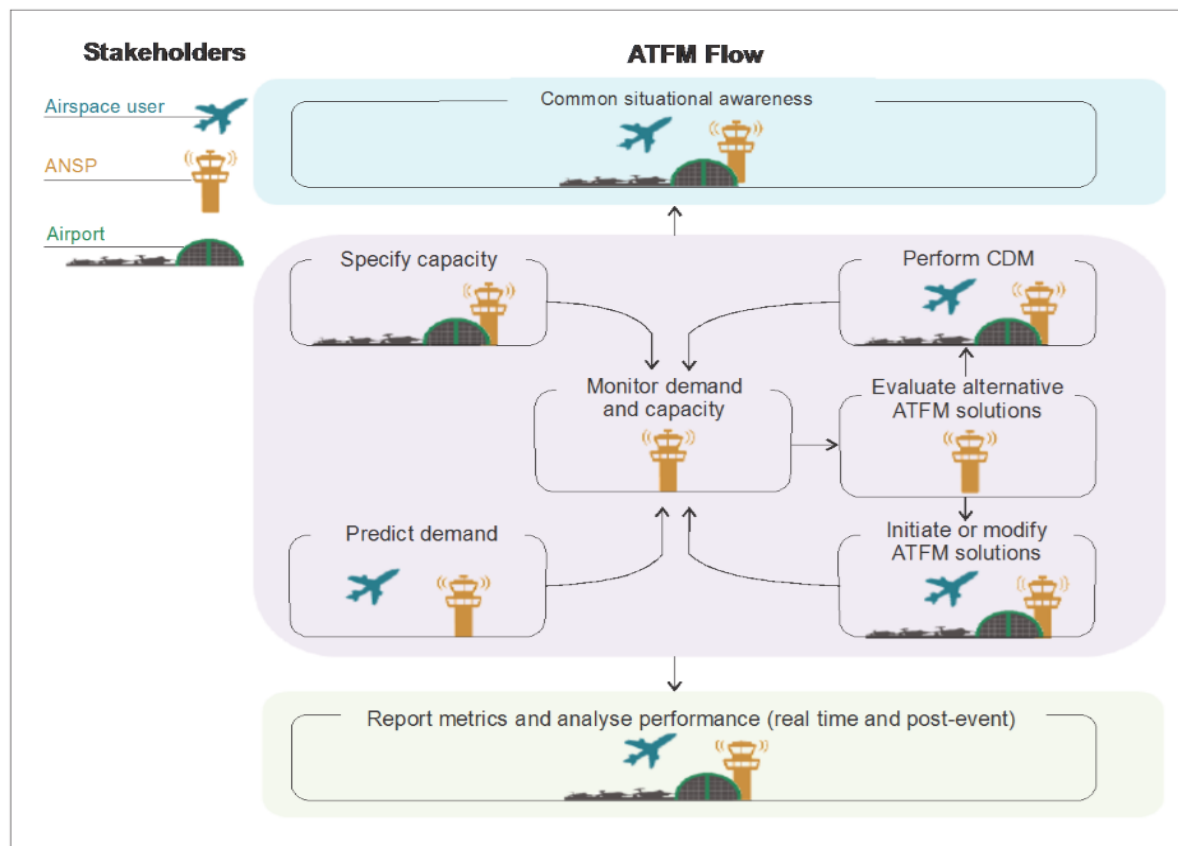 Stakeholders
ATFM Flow
Airspace user
ANSP
Airport
Common situational awareness
Specify capacity
Perform CDM
Monitor demand
and capacity
Evaluate alternative
ATFM solutions
Predict demand
Initiate or modify
ATFM solutions
Report metrics and analyse performance (real time and post-event)